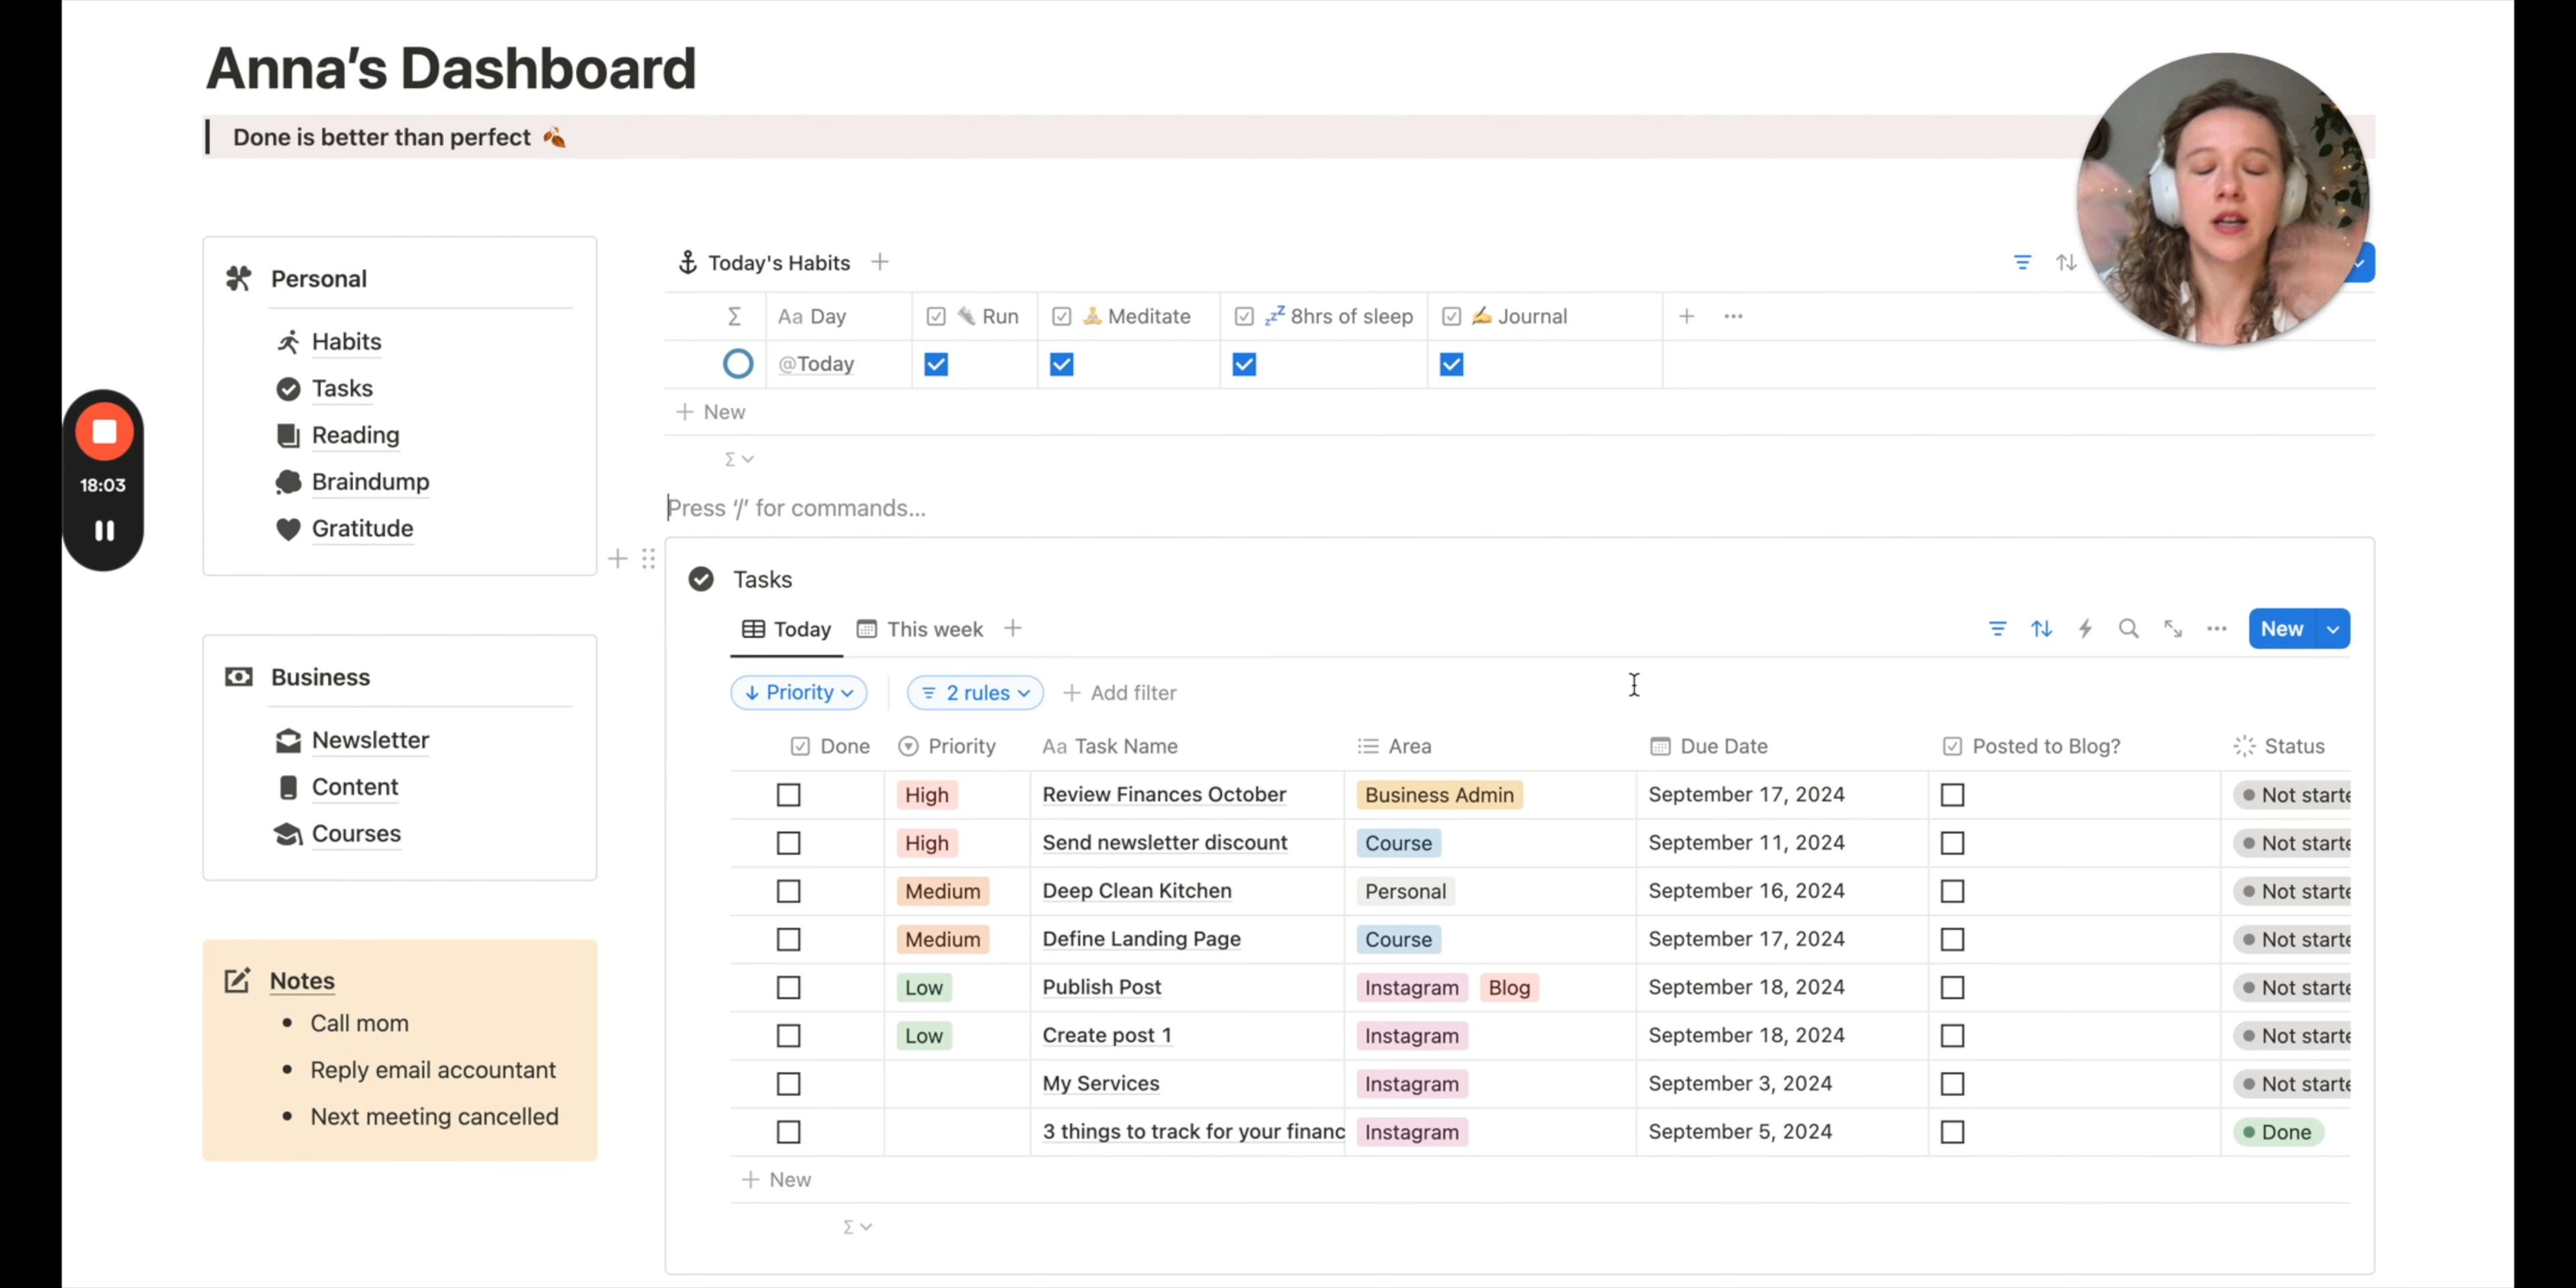 Anna's Dashboard
Done is better than perfect
Personal
Habits
Tasks
Reading
Braindump
Gratitude
18:03
Business
Newsletter
Content
Courses
Notes
• Call mom
• Reply email accountant
• Next meeting cancelled
Today's Habits +
Σ Aa Day Run Meditate 8hrs of sleep Journal + ...
@Today
+ New
Σ
Press ‘/’ for commands...
Tasks
Today This week + ... New
↓ Priority 2 rules + Add filter
Done Priority Aa Task Name Area Due Date Posted to Blog? Status
High Review Finances October Business Admin September 17, 2024 Not starte
High Send newsletter discount Course September 11, 2024 Not starte
Medium Deep Clean Kitchen Personal September 16, 2024 Not starte
Medium Define Landing Page Course September 17, 2024 Not starte
Low Publish Post Instagram Blog September 18, 2024 Not starte
Low Create post 1 Instagram September 18, 2024 Not starte
My Services Instagram September 3, 2024 Not starte
3 things to track for your financ Instagram September 5, 2024 Done
+ New
Σ